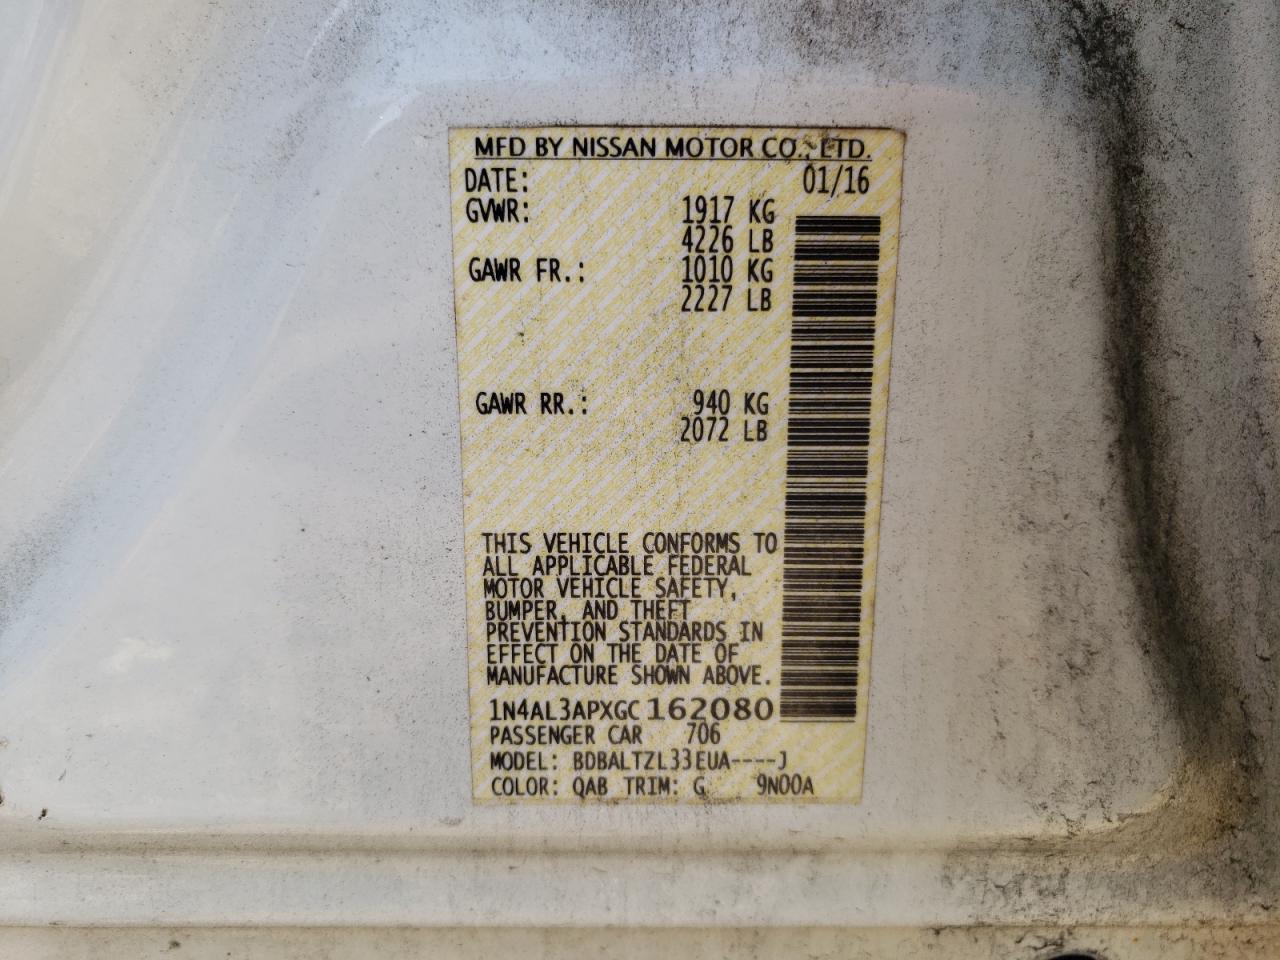 MFD BY NISSAN MOTOR CO., LTD.
DATE: 01/16
GVWR: 1917 KG
4226 LB
GAWR FR.: 1010 KG
2227 LB
GAWR RR.: 940 KG
2072 LB
THIS VEHICLE CONFORMS TO
ALL APPLICABLE FEDERAL
MOTOR VEHICLE SAFETY,
BUMPER, AND THEFT
PREVENTION STANDARDS IN
EFFECT ON THE DATE OF
MANUFACTURE SHOWN ABOVE.
1N4AL3APXGC162080
PASSENGER CAR 706
MODEL: BDBALTZL33EUA----J
COLOR: QAB TRIM: G 9N00A